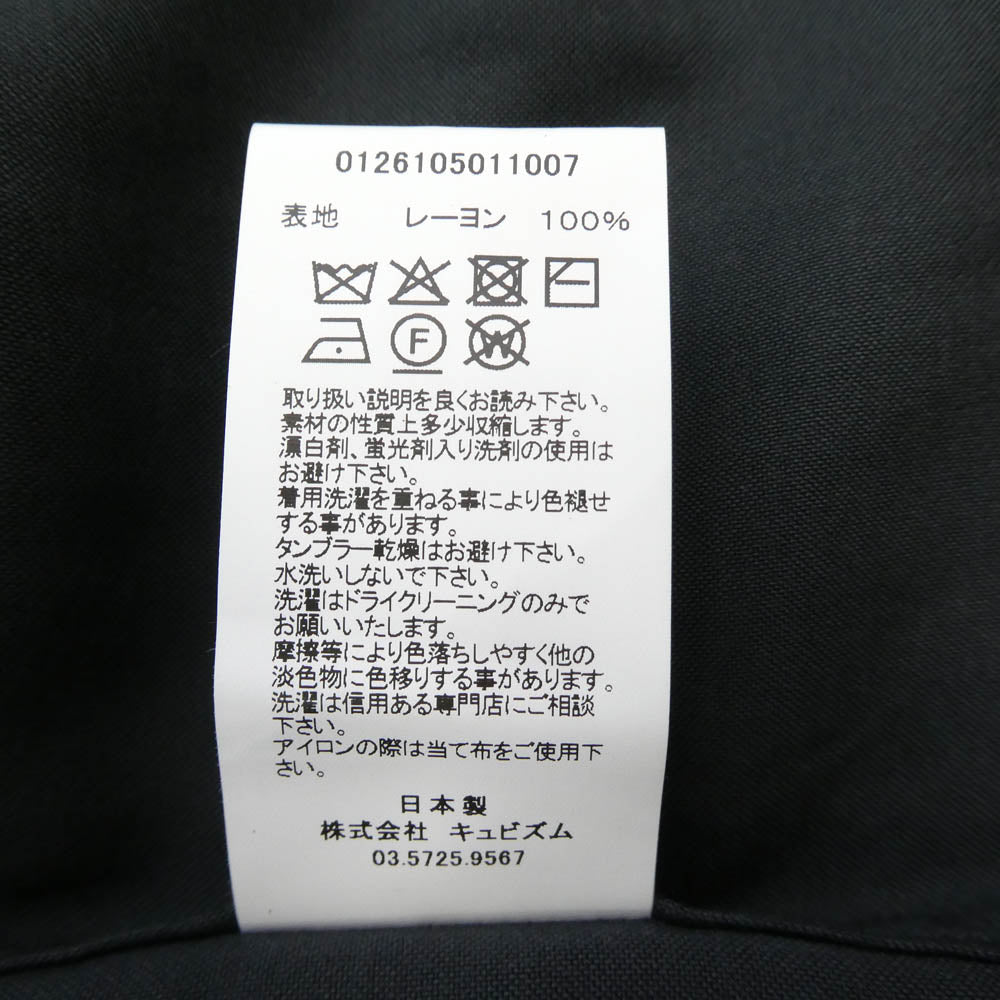 0126105011007
表地 レーヨン 100%
F
W
取り扱い説明を良くお読み下さい。
素材の性質上多少収縮します。
漂白剤、蛍光剤入り洗剤の使用は
お避け下さい。
着用洗濯を重ねる事により色褪せ
する事があります。
タンブラー乾燥はお避け下さい。
水洗いしないで下さい。
洗濯はドライクリーニングのみで
お願いいたします。
摩擦等により色落ちしやすく他の
淡色物に色移りする事があります。
洗濯は信用ある専門店にご相談
下さい。
アイロンの際は当て布をご使用下
さい。
日本製
株式会社 キュビズム
03.5725.9567